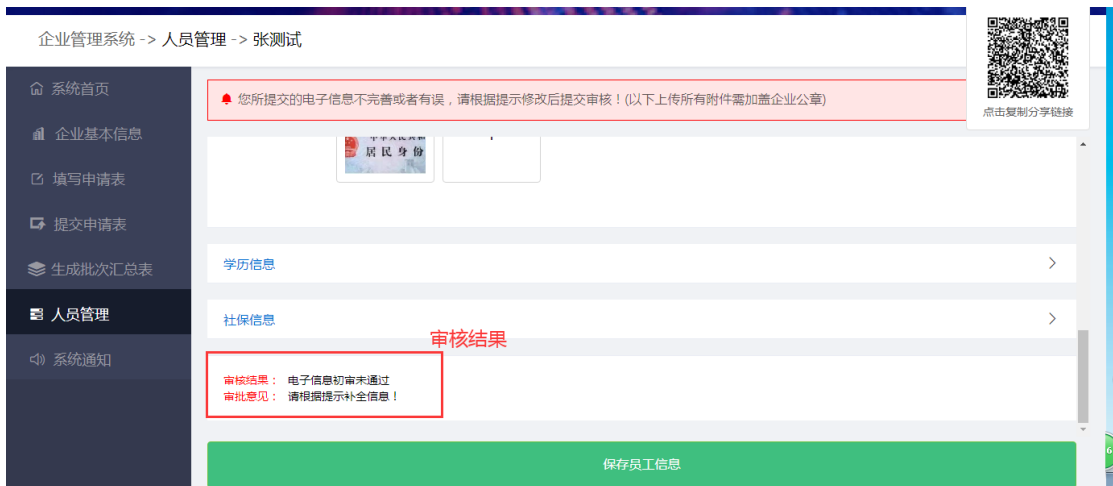 企业管理系统 -> 人员管理 -> 张测试
点击复制分享链接
系统首页
企业基本信息
填写申请表
提交申请表
生成批次汇总表
人员管理
系统通知
您所提交的电子信息不完善或者有误，请根据提示修改后提交审核！(以下上传所有附件需加盖企业公章)
居民身份
学历信息
社保信息
审核结果
审核结果： 电子信息初审未通过
审批意见： 请根据提示补全信息！
保存员工信息